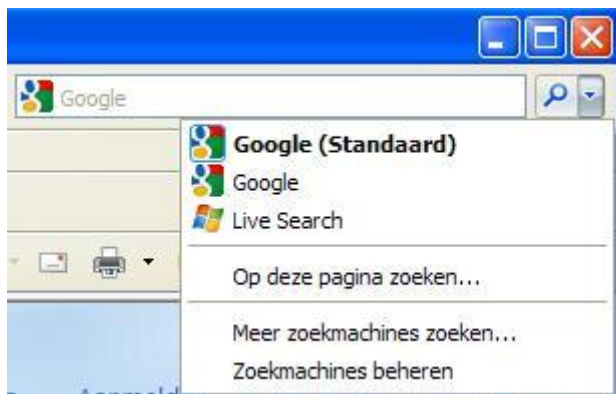 Google
Google (Standaard)
Google
Live Search
Op deze pagina zoeken...
Meer zoekmachines zoeken...
Zoekmachines beheren